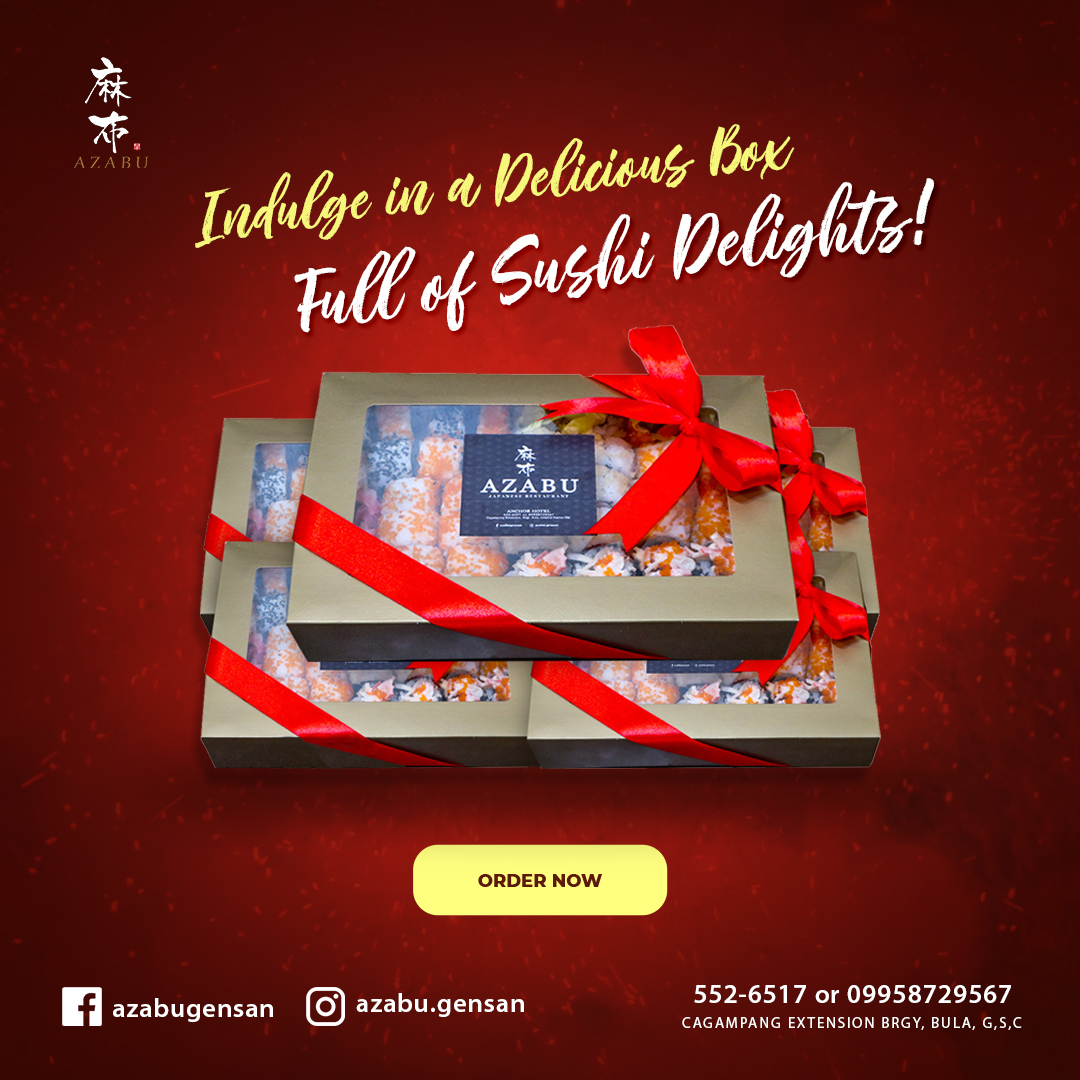 麻
布
AZABU
Indulge in a Delicious Box
Full of Sushi Delights!
麻
布
AZABU
JAPANESE RESTAURANT
ANCHOR HOTEL
ORDER NOW
azabugensan
azabu.gensan
552-6517 or 09958729567
CAGAMPANG EXTENSION BRGY, BULA, G,S,C